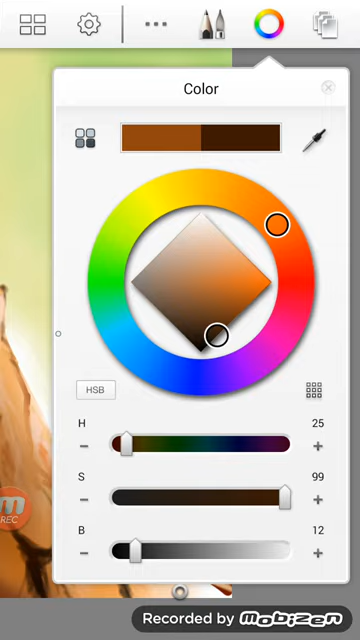 Color
HSB
H 25
S 99
B 12
m
REC
Recorded by mobizen